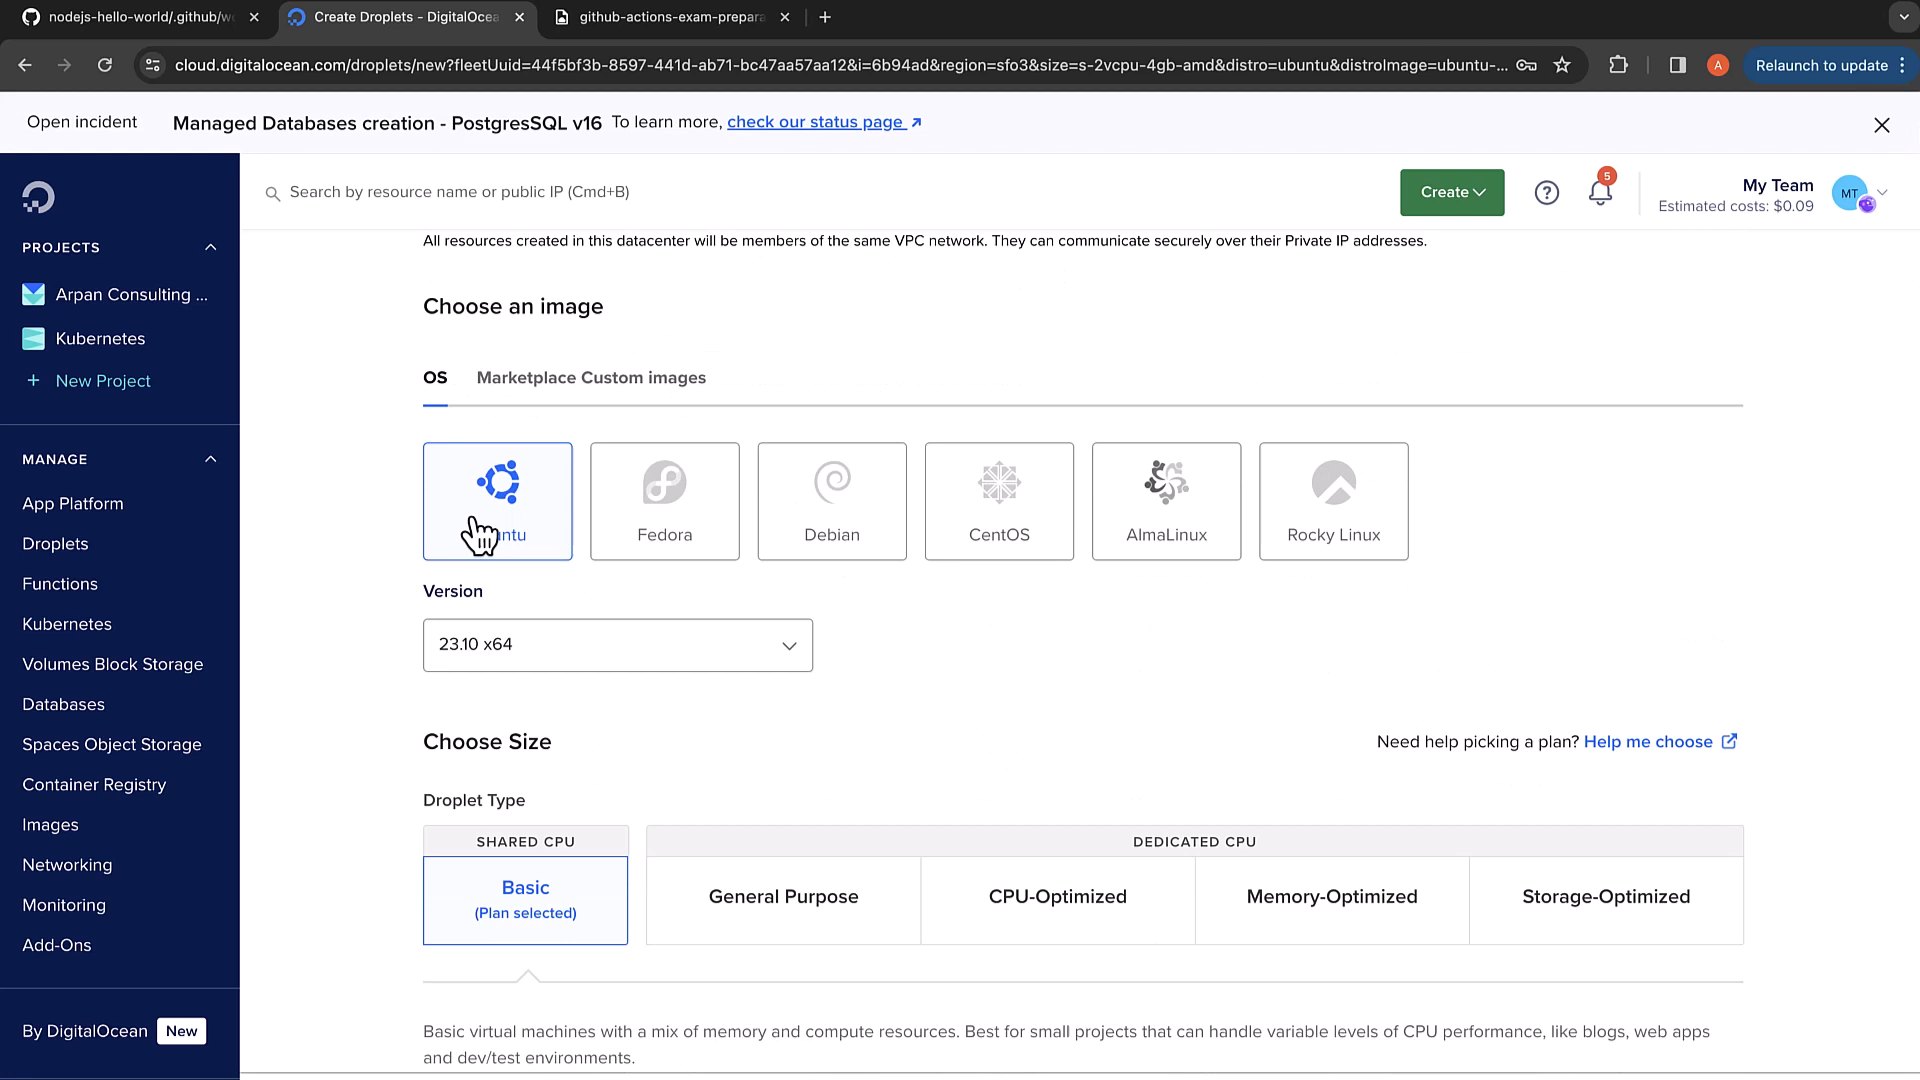 nodejs-hello-world/.github/wo
Create Droplets - DigitalOcea
github-actions-exam-prepara
cloud.digitalocean.com/droplets/new?fleetUuid=44f5bf3b-8597-441d-ab71-bc47aa57aa12&i=6b94ad&region=sfo3&size=s-2vcpu-4gb-amd&distro=ubuntu&distroImage=ubuntu-...
A
Relaunch to update
Open incident
Managed Databases creation - PostgresSQL v16 To learn more, check our status page
Search by resource name or public IP (Cmd+B)
Create
5
My Team
Estimated costs: $0.09
MT
PROJECTS
Arpan Consulting ...
Kubernetes
+ New Project
MANAGE
App Platform
Droplets
Functions
Kubernetes
Volumes Block Storage
Databases
Spaces Object Storage
Container Registry
Images
Networking
Monitoring
Add-Ons
By DigitalOcean New
All resources created in this datacenter will be members of the same VPC network. They can communicate securely over their Private IP addresses.
Choose an image
OS Marketplace Custom images
ntu
Fedora
Debian
CentOS
AlmaLinux
Rocky Linux
Version
23.10 x64
Choose Size
Need help picking a plan? Help me choose
Droplet Type
SHARED CPU
DEDICATED CPU
Basic
(Plan selected)
General Purpose
CPU-Optimized
Memory-Optimized
Storage-Optimized
Basic virtual machines with a mix of memory and compute resources. Best for small projects that can handle variable levels of CPU performance, like blogs, web apps
and dev/test environments.